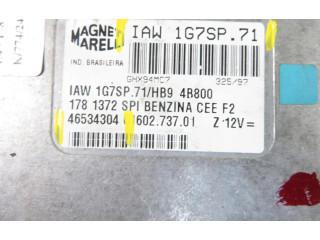 MAGNETI
MARELLI
IAW 1G7SP.71
IND. BRASILEIRA
GHX94MC7 325/97
IAW 1G7SP.71/HB9 4R800
178 1372 SPI BENZINA CEE F2
46534304 61602.737.01 Z 12V=